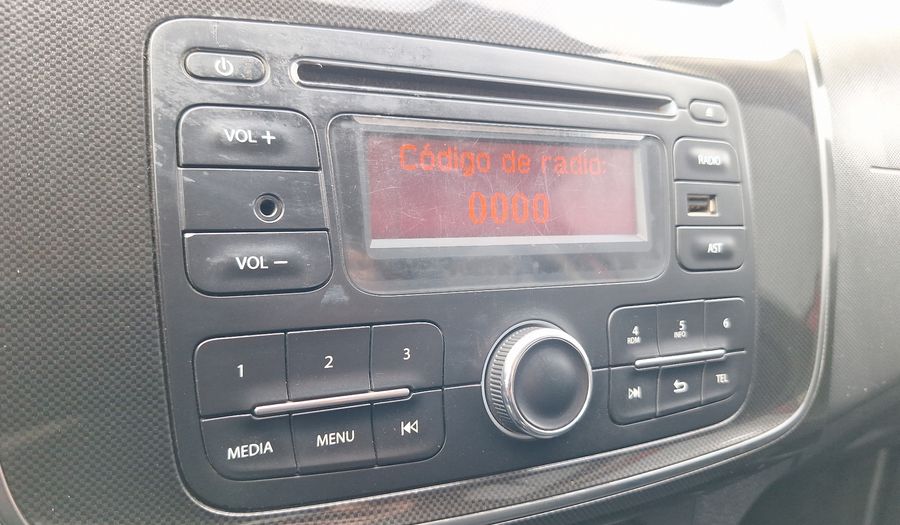 VOL +
VOL −
Código de radio:
0000
RADIO
AST
1
2
3
MEDIA
MENU
4
RDM
5
INFO
6
TEL